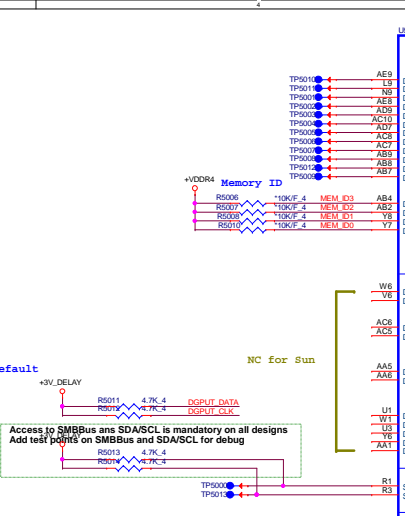 4
U5
TP5010 AE9
TP5011 L9
TP5001 N9
TP5002 AE8
TP5003 AD9
TP5004 AC10
TP5005 AD7
TP5006 AC8
TP5007 AC7
TP5008 AB9
TP5012 AB8
TP5009 AB7
+VDDR4
Memory ID
R5006 *10K/F_4 MEM_ID3 AB4
R5007 *10K/F_4 MEM_ID2 AB2
R5008 *10K/F_4 MEM_ID1 Y8
R5010 *10K/F_4 MEM_ID0 Y7
W6
V6
AC6
AC5
NC for Sun
efault
AA5
AA6
+3V_DELAY
R5011 4.7K_4 DGPUT_DATA
R5012 4.7K_4 DGPUT_CLK
U1
W1
U3
Y6
AA1
Access to SMBBus ans SDA/SCL is mandatory on all designs
Add test points on SMBBus and SDA/SCL for debug
+3V_DELAY
R5013 4.7K_4
R5014 4.7K_4
TP5000 R1
TP5013 R3